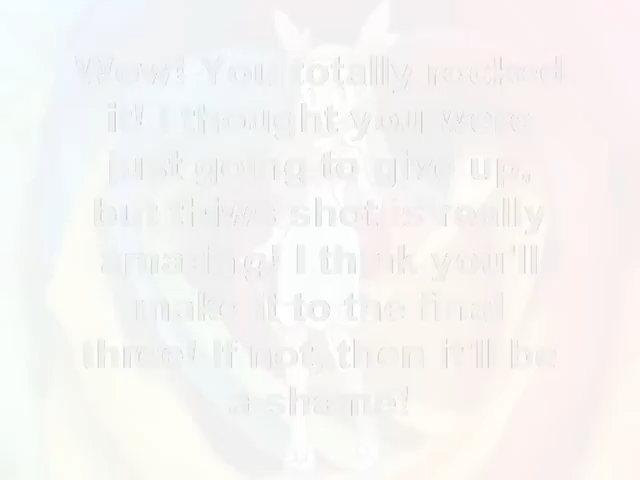 Wow! You totally rocked
it! I thought you were
just going to give up,
but this shot is really
amazing! I think you'll
make it to the final
three! If not, then it'll be
a shame!